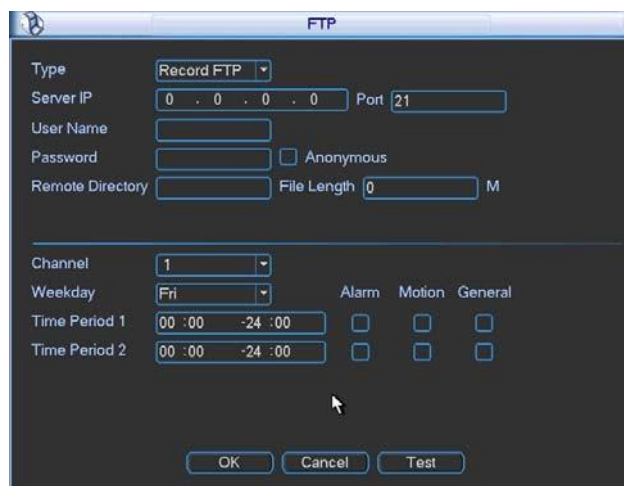 FTP
Type Record FTP
Server IP 0 . 0 . 0 . 0 Port 21
User Name
Password Anonymous
Remote Directory File Length 0 M
Channel 1
Weekday Fri Alarm Motion General
Time Period 1 00 :00 -24 :00
Time Period 2 00 :00 -24 :00
OK Cancel Test